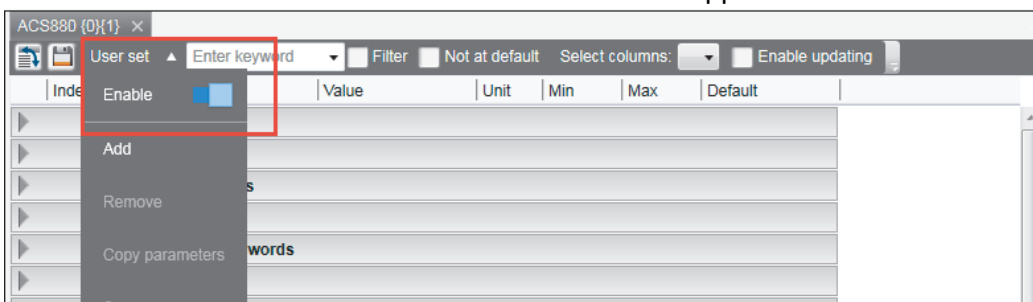 ACS880 {0}{1} ×
User set ▲ Enter keyword Filter Not at default Select columns: Enable updating
Value Unit Min Max Default
Enable
Add
s
Remove
Copy parameters words